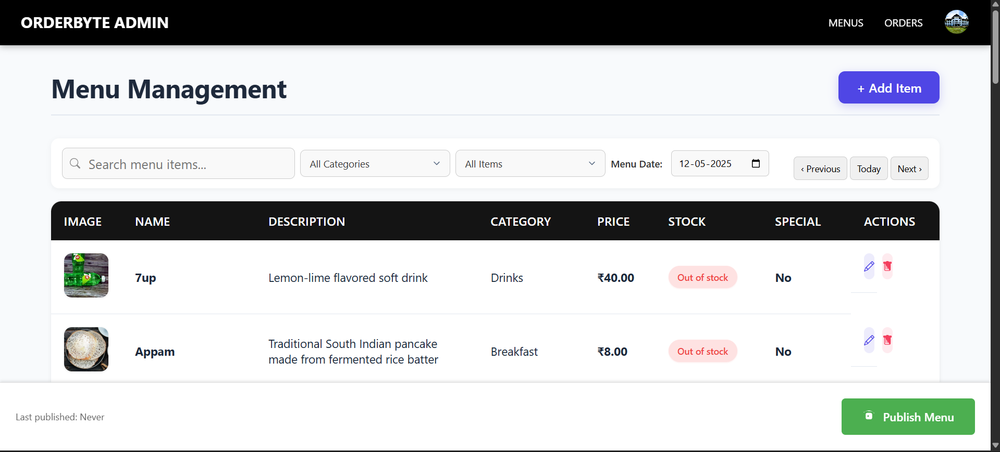 ORDERBYTE ADMIN
MENUS
ORDERS
Menu Management
+ Add Item
Search menu items...
All Categories
All Items
Menu Date:
12-05-2025
‹ Previous
Today
Next ›
IMAGE NAME DESCRIPTION CATEGORY PRICE STOCK SPECIAL ACTIONS
7up
Lemon-lime flavored soft drink
Drinks
₹40.00
Out of stock
No
Appam
Traditional South Indian pancake
made from fermented rice batter
Breakfast
₹8.00
Out of stock
No
Last published: Never
Publish Menu